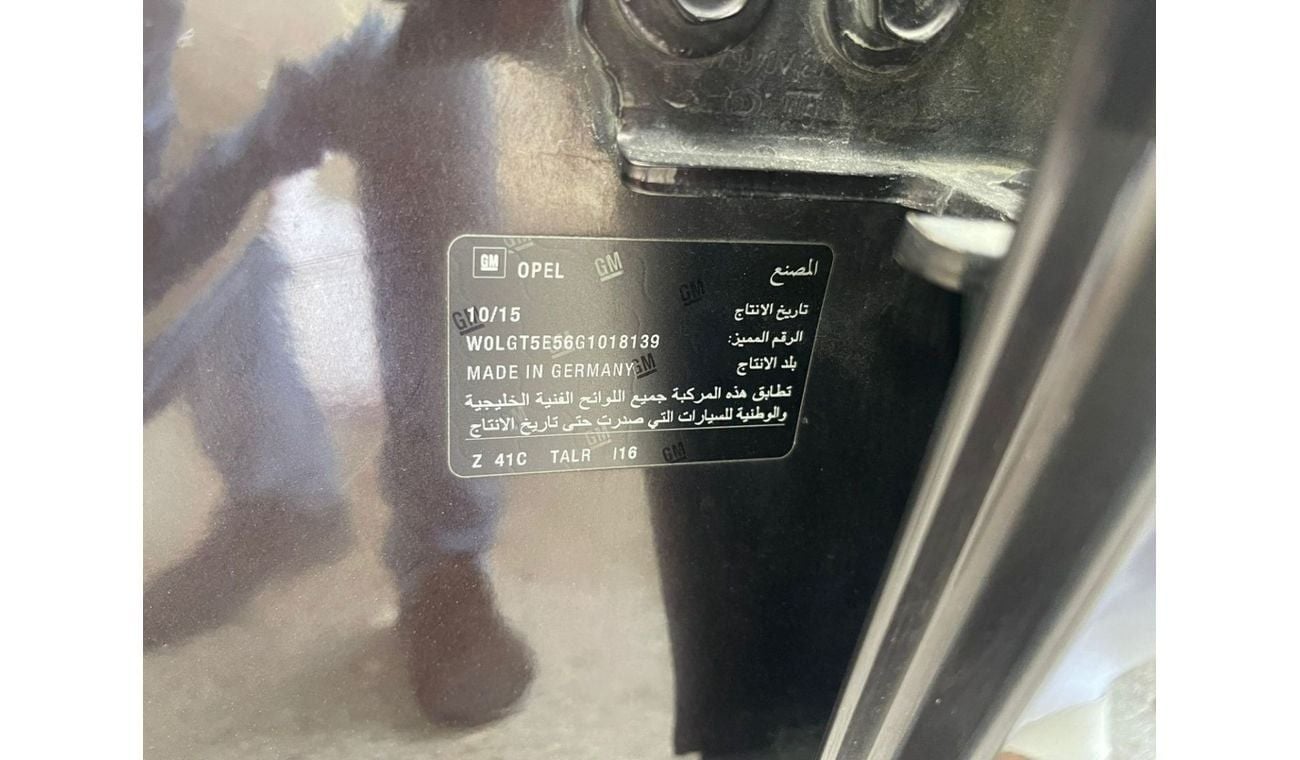 GM OPEL المصنع
10/15 تاريخ الانتاج
W0LGT5E56G1018139 الرقم المميز:
MADE IN GERMANY بلد الانتاج
تطابق هذه المركبة جميع اللوائح الفنية الخليجية
والوطنية للسيارات التي صدرت حتى تاريخ الانتاج
Z 41C TALR I16